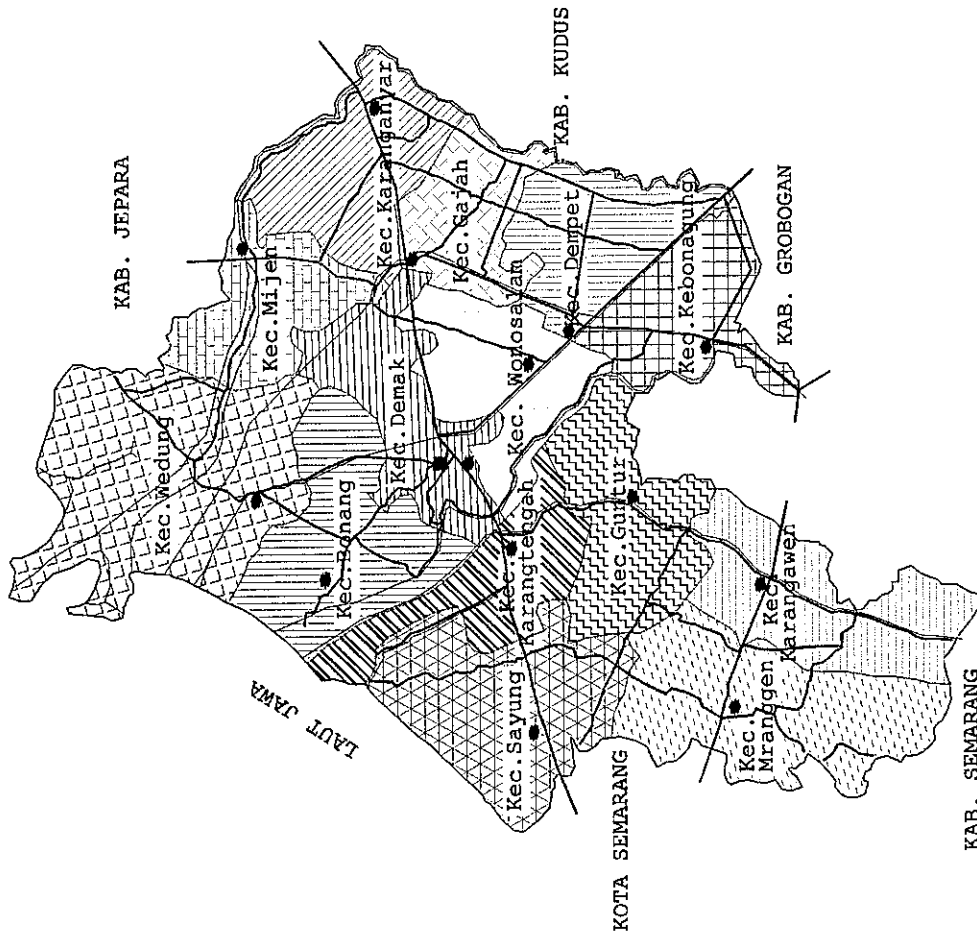 KAB. JEPARA
KAB. KUDUS
KAB. GROBOGAN
KAB. SEMARANG
KOTA SEMARANG
LAUT JAWA
Kec.Wedung
Kec.Mijen
Kec.Bonang
Kec.Demak
Kec.Karanganyar
Kec.Gajah
Kec. Wonosalam
Kec.Dempet
Kec.Kebonagung
Kec.
Karangtengah
Kec.Guntur
Kec.Sayung
Kec.
Mranggen
Kec.
Karangawen